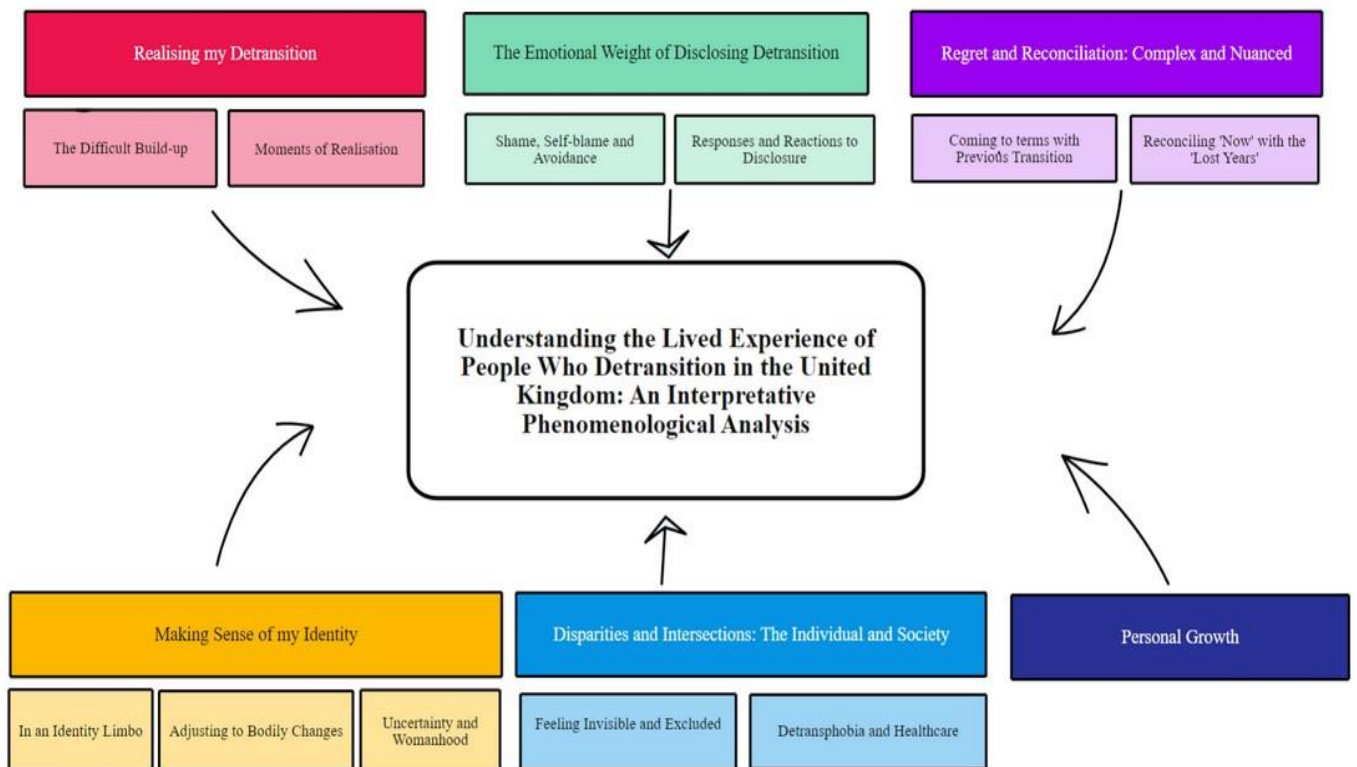 Realising my Detransition
The Emotional Weight of Disclosing Detransition
Regret and Reconciliation: Complex and Nuanced
The Difficult Build-up
Moments of Realisation
Shame, Self-blame and
Avoidance
Responses and Reactions to
Disclosure
Coming to terms with
Previous Transition
Reconciling 'Now' with the
'Lost Years'
Understanding the Lived Experience of
People Who Detransition in the United
Kingdom: An Interpretative
Phenomenological Analysis
Making Sense of my Identity
Disparities and Intersections: The Individual and Society
Personal Growth
In an Identity Limbo
Adjusting to Bodily Changes
Uncertainty and
Womanhood
Feeling Invisible and Excluded
Detransphobia and Healthcare